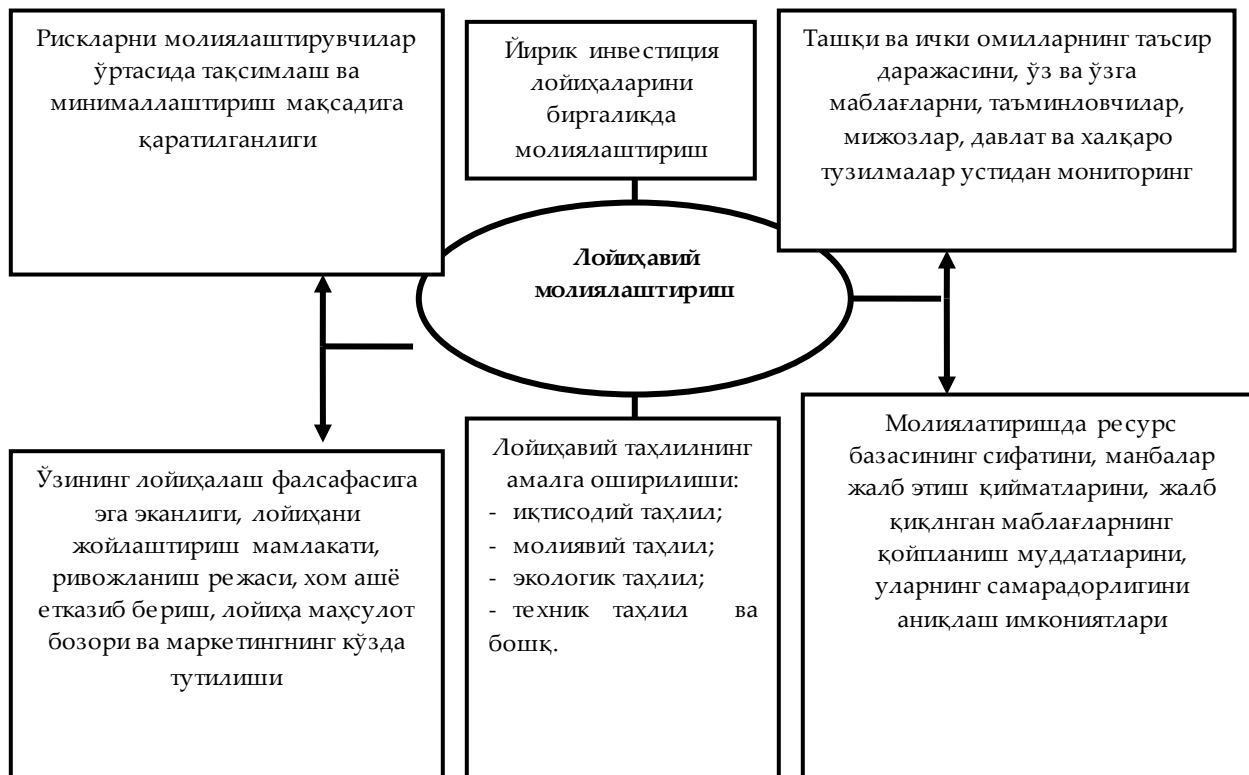 Рискларни молиялаштирувчилар
ўртасида тақсимлаш ва
минималлаштириш мақсадига
қаратилганлиги
Йирик инвестиция
лойиҳаларини
биргаликда
молиялаштириш
Ташқи ва ички омилларнинг таъсир
даражасини, ўз ва ўзга
маблағларни, таъминловчилар,
мижозлар, давлат ва халқаро
тузилмалар устидан мониторинг
Лойиҳавий
молиялаштириш
Ўзининг лойиҳалаш фалсафасига
эга эканлиги, лойиҳани
жойлаштириш мамлакати,
ривожланиш режаси, хом ашё
етказиб бериш, лойиҳа маҳсулот
бозори ва маркетингнинг кўзда
тутилиши
Лойиҳавий таҳлилнинг
амалга оширилиши:
- иқтисодий таҳлил;
- молиявий таҳлил;
- экологик таҳлил;
- техник таҳлил ва
бошқ.
Молиялатиришда ресурс
базасининг сифатини, манбалар
жалб этиш қийматларини, жалб
қиқлнган маблағларнинг
қойпланиш муддатларини,
уларнинг самарадорлигини
аниқлаш имкониятлари